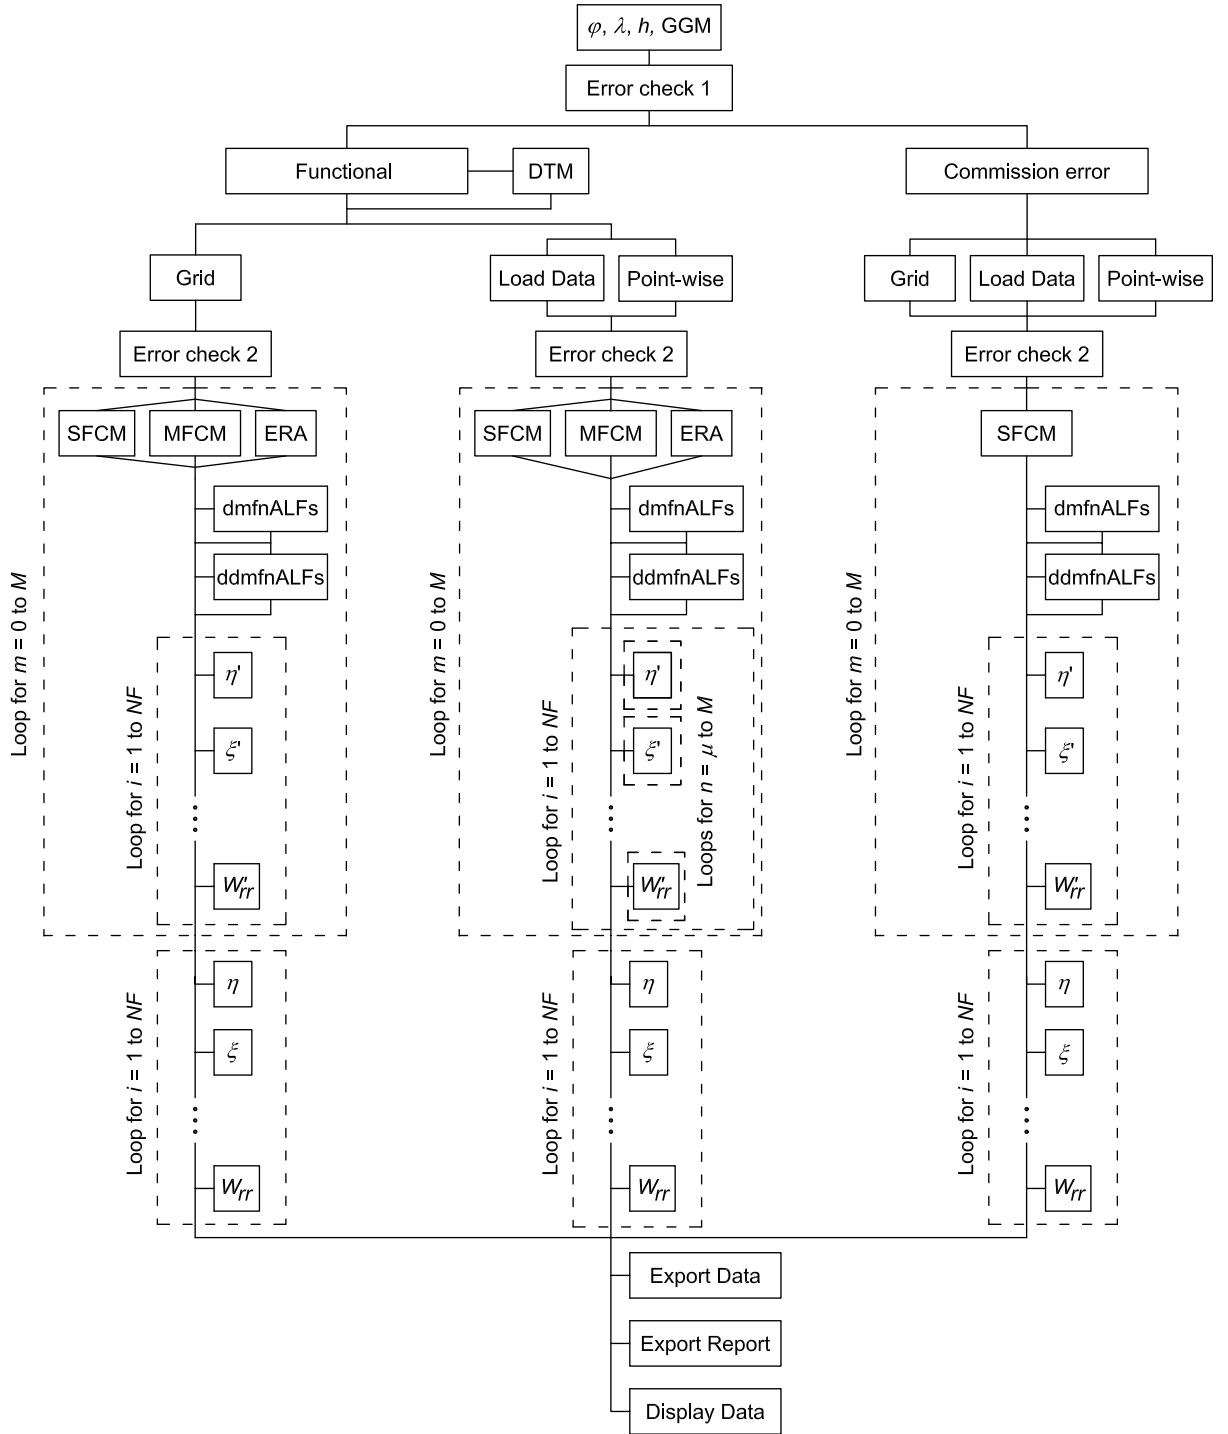 φ, λ, h, GGM
Error check 1
Functional
DTM
Commission error
Grid
Load Data
Point-wise
Grid
Load Data
Point-wise
Error check 2
Error check 2
Error check 2
SFCM
MFCM
ERA
SFCM
MFCM
ERA
SFCM
dmfnALFs
dmfnALFs
dmfnALFs
ddmfnALFs
ddmfnALFs
ddmfnALFs
Loop for m = 0 to M
Loop for m = 0 to M
Loop for m = 0 to M
Loop for i = 1 to NF
Loop for i = 1 to NF
Loops for n = μ to M
Loop for i = 1 to NF
η'
η'
η'
ξ'
ξ'
ξ'
W'rr
W'rr
W'rr
Loop for i = 1 to NF
Loop for i = 1 to NF
Loop for i = 1 to NF
η
η
η
ξ
ξ
ξ
Wrr
Wrr
Wrr
Export Data
Export Report
Display Data